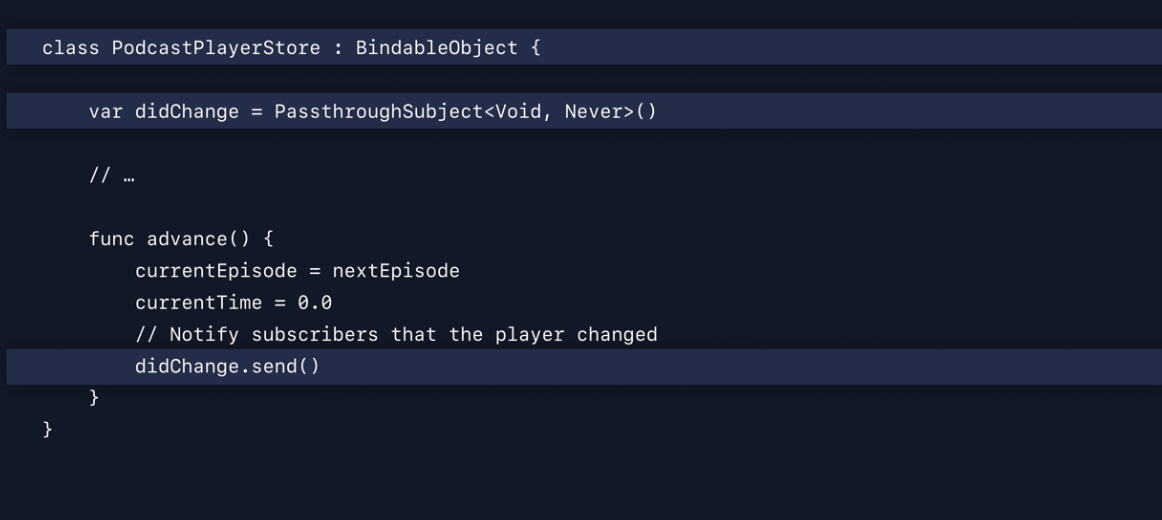 class PodcastPlayerStore : BindableObject {
var didChange = PassthroughSubject<Void, Never>()
// …
func advance() {
currentEpisode = nextEpisode
currentTime = 0.0
// Notify subscribers that the player changed
didChange.send()
}
}